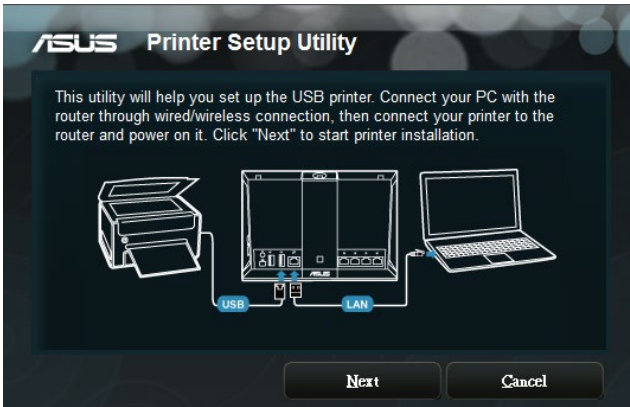 ASUS Printer Setup Utility
This utility will help you set up the USB printer. Connect your PC with the
router through wired/wireless connection, then connect your printer to the
router and power on it. Click "Next" to start printer installation.
ASUS
USB
LAN
Next
Cancel